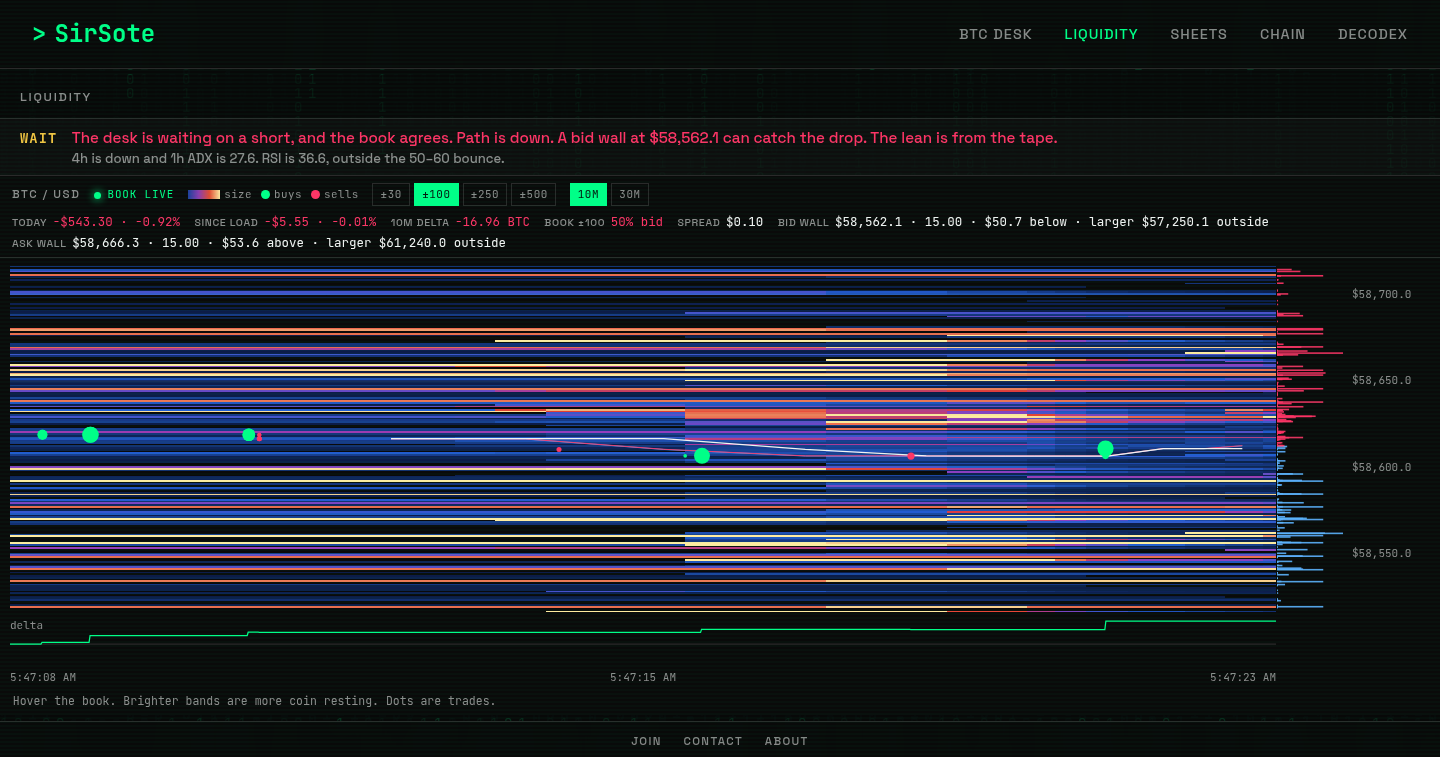 > SirSote
BTC DESK LIQUIDITY SHEETS CHAIN DECODEX
LIQUIDITY
WAIT The desk is waiting on a short, and the book agrees. Path is down. A bid wall at $58,562.1 can catch the drop. The lean is from the tape.
4h is down and 1h ADX is 27.6. RSI is 36.6, outside the 50–60 bounce.
BTC / USD BOOK LIVE size buys sells ±30 ±100 ±250 ±500 10M 30M
TODAY -$543.30 · -0.92% SINCE LOAD -$5.55 · -0.01% 10M DELTA -16.96 BTC BOOK ±100 50% bid SPREAD $0.10 BID WALL $58,562.1 · 15.00 · $50.7 below · larger $57,250.1 outside
ASK WALL $58,666.3 · 15.00 · $53.6 above · larger $61,240.0 outside
$58,700.0
$58,650.0
$58,600.0
$58,550.0
delta
5:47:08 AM 5:47:15 AM 5:47:23 AM
Hover the book. Brighter bands are more coin resting. Dots are trades.
JOIN CONTACT ABOUT